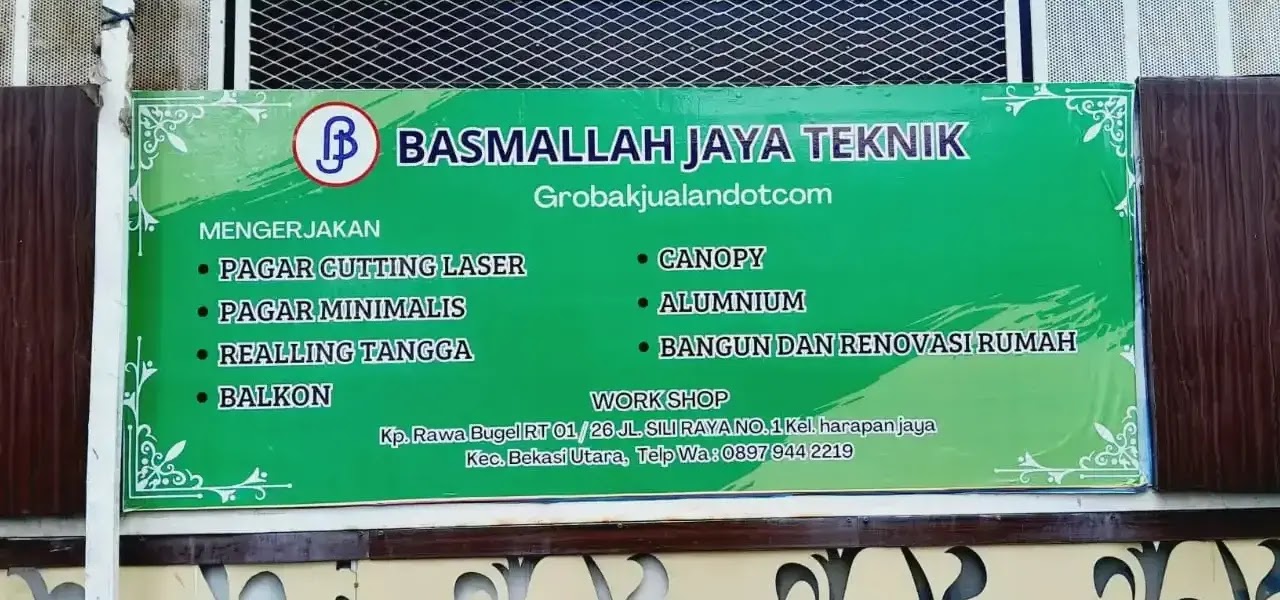 BASMALLAH JAYA TEKNIK
Grobakjualandotcom
MENGERJAKAN
• PAGAR CUTTING LASER
• PAGAR MINIMALIS
• REALLING TANGGA
• BALKON
• CANOPY
• ALUMNIUM
• BANGUN DAN RENOVASI RUMAH
WORK SHOP
Kp. Rawa Bugel RT 01 / 26 JL. SILI RAYA NO. 1 Kel. harapan jaya
Kec. Bekasi Utara, Telp Wa : 0897 944 2219